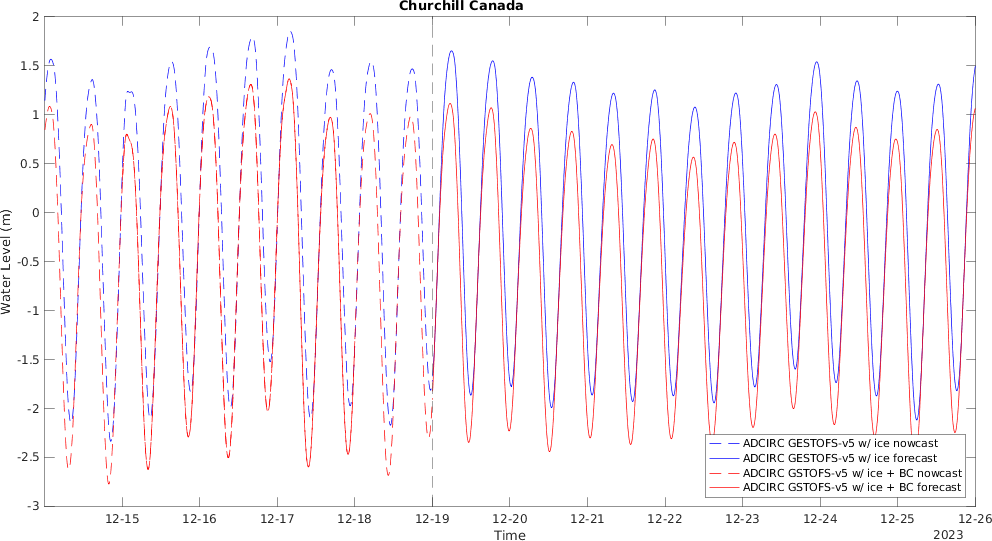 Churchill Canada
2
1.5
1
0.5
0
-0.5
-1
-1.5
-2
-2.5
-3
Water Level (m)
ADCIRC GESTOFS-v5 w/ ice nowcast
ADCIRC GESTOFS-v5 w/ ice forecast
ADCIRC GSTOFS-v5 w/ ice + BC nowcast
ADCIRC GSTOFS-v5 w/ ice + BC forecast
12-15 12-16 12-17 12-18 12-19 12-20 12-21 12-22 12-23 12-24 12-25 12-26
Time
2023